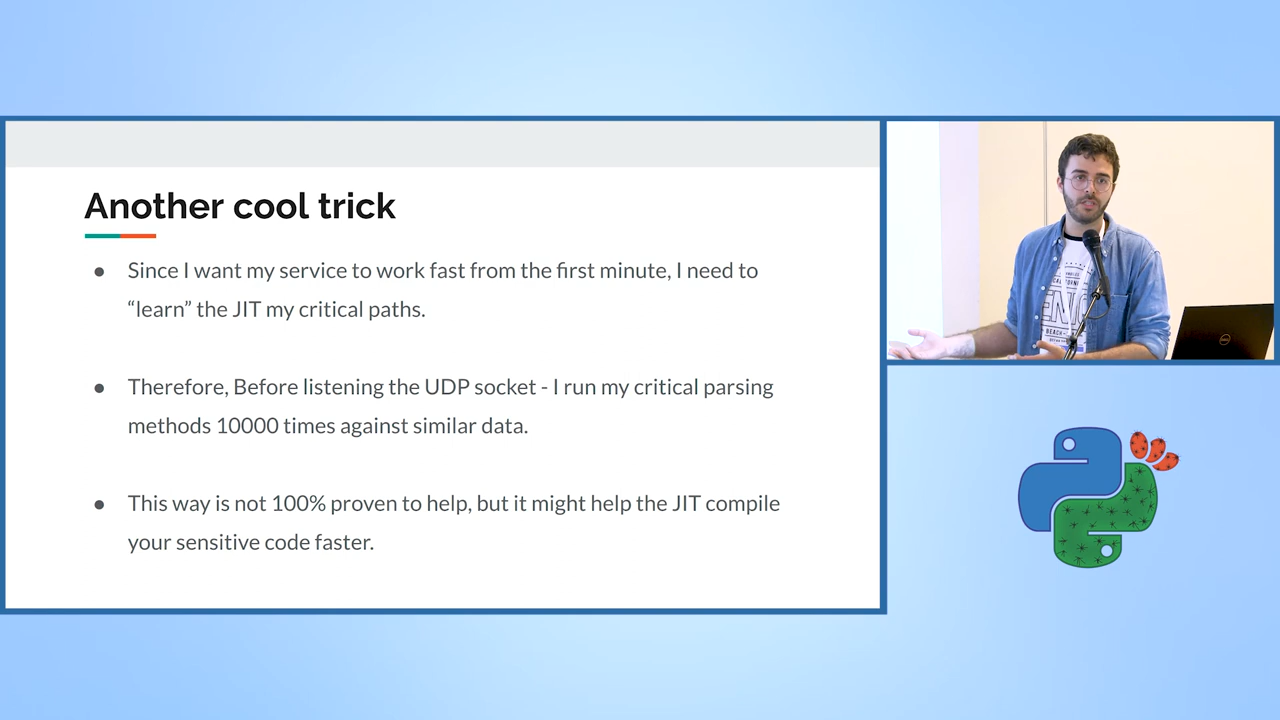 Another cool trick
● Since I want my service to work fast from the first minute, I need to
“learn” the JIT my critical paths.
● Therefore, Before listening the UDP socket - I run my critical parsing
methods 10000 times against similar data.
● This way is not 100% proven to help, but it might help the JIT compile
your sensitive code faster.
BEACH